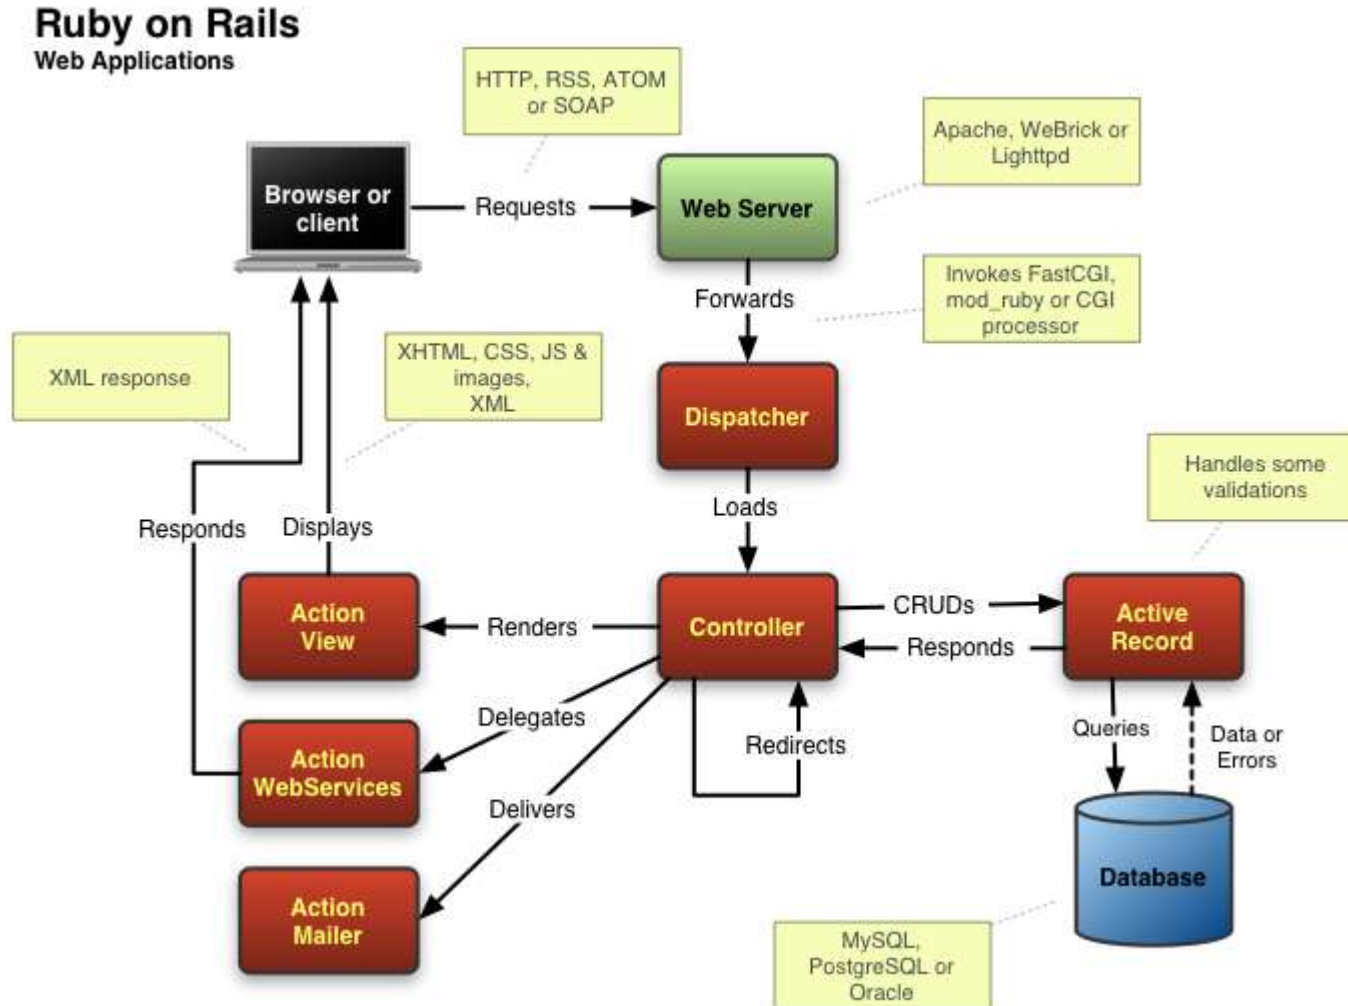 Ruby on Rails
Web Applications
HTTP, RSS, ATOM
or SOAP
Apache, WeBrick or
Lighttpd
Browser or
client
Requests
Web Server
Forwards
Invokes FastCGI,
mod_ruby or CGI
processor
XML response
XHTML, CSS, JS &
images,
XML
Dispatcher
Handles some
validations
Loads
Responds
Displays
Action
View
Renders
Controller
CRUDs
Responds
Active
Record
Delegates
Redirects
Queries
Data or
Errors
Action
WebServices
Delivers
Action
Mailer
Database
MySQL,
PostgreSQL or
Oracle